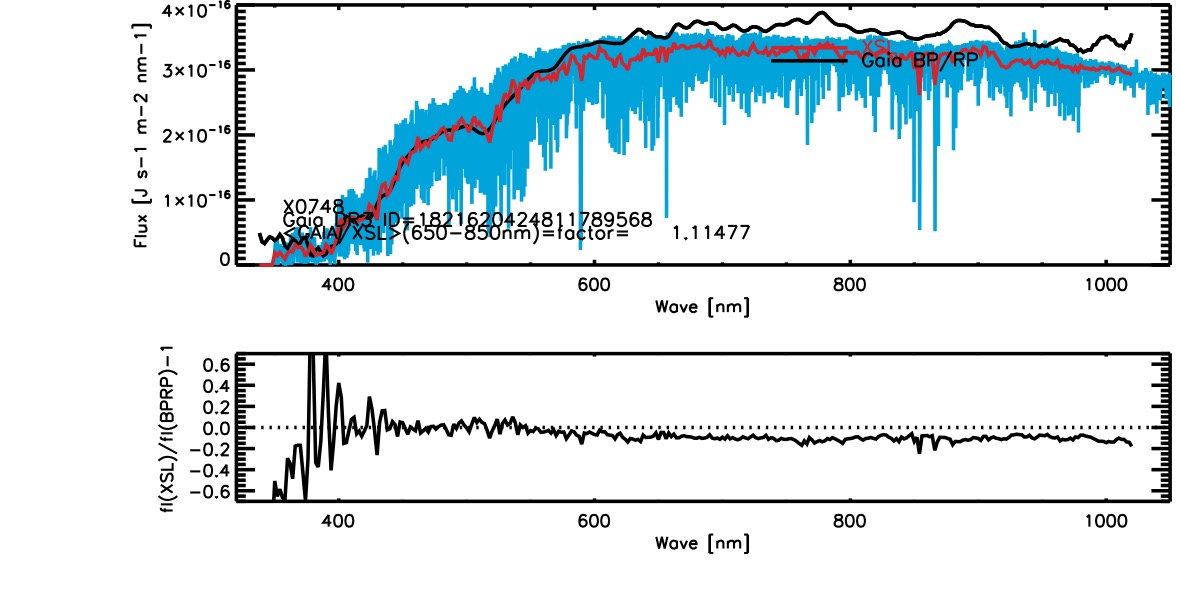 4×10−16
3×10−16
2×10−16
1×10−16
0
Flux [J s−1 m−2 nm−1]
XSL
Gaia BP/RP
X0748
Gaia DR3 ID=1821620424811789568
<GAIA/XSL>(650−850nm)=factor= 1.11477
400 600 800 1000
Wave [nm]
fl(XSL)/fl(BPRP)−1
0.6
0.4
0.2
0.0
−0.2
−0.4
−0.6
400 600 800 1000
Wave [nm]